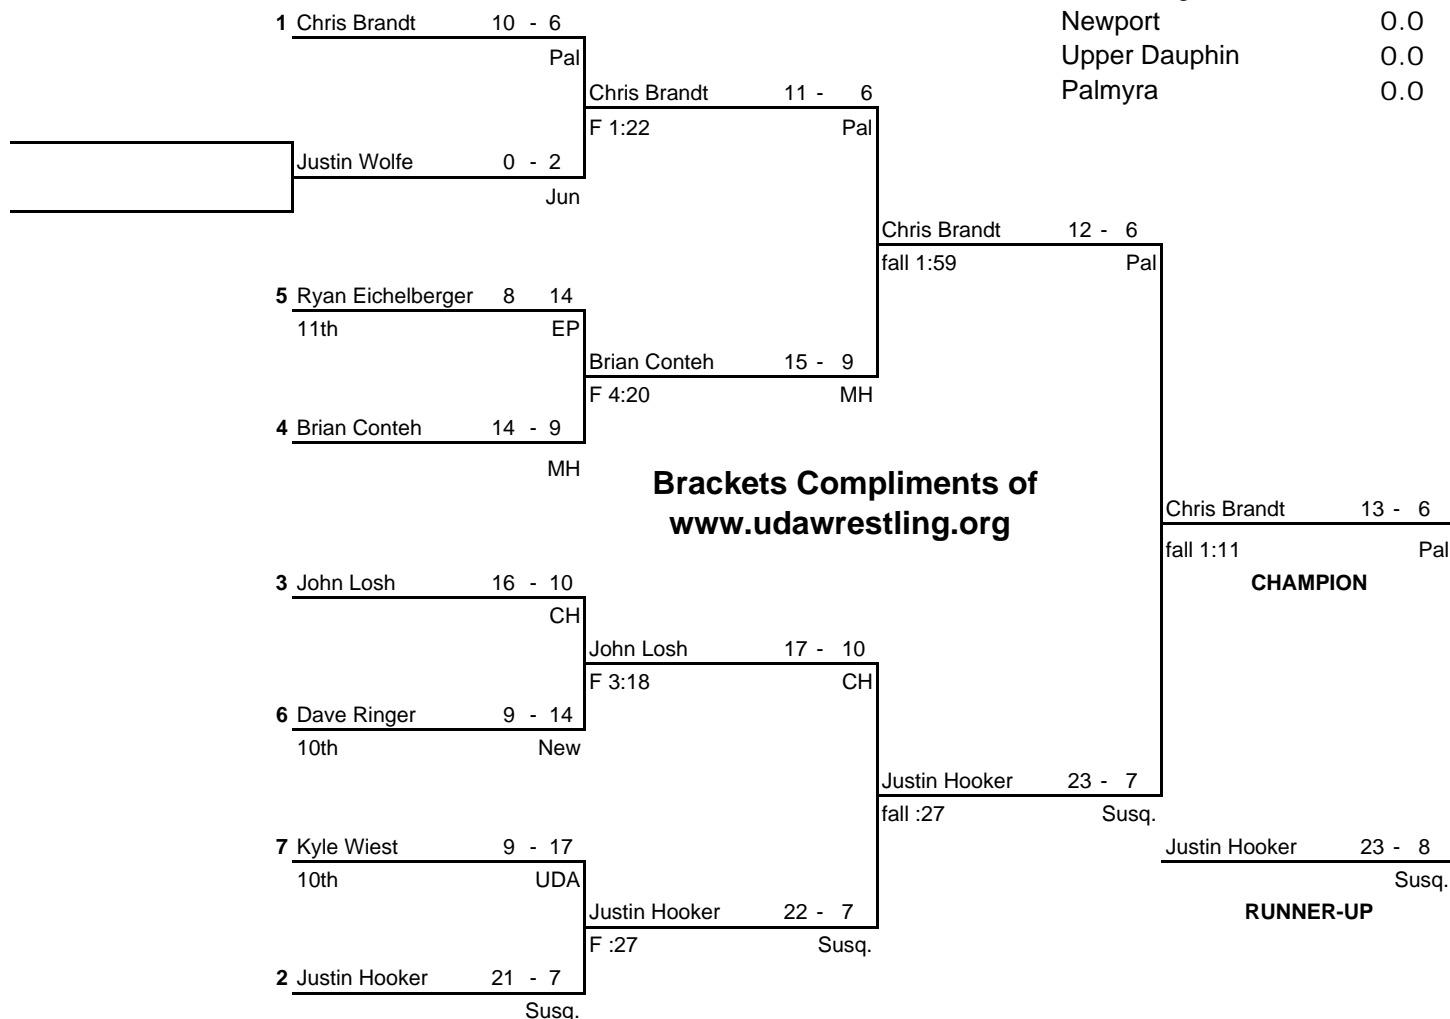 1 Chris Brandt 10 - 6
Pal
Justin Wolfe 0 - 2
Jun
5 Ryan Eichelberger 8 14
11th EP
4 Brian Conteh 14 - 9
MH
3 John Losh 16 - 10
CH
6 Dave Ringer 9 - 14
10th New
7 Kyle Wiest 9 - 17
10th UDA
2 Justin Hooker 21 - 7
Susq.
Chris Brandt 11 - 6
F 1:22 Pal
Brian Conteh 15 - 9
F 4:20 MH
Brackets Compliments of
www.udawrestling.org
John Losh 17 - 10
F 3:18 CH
Justin Hooker 22 - 7
F :27 Susq.
Chris Brandt 12 - 6
fall 1:59 Pal
Justin Hooker 23 - 7
fall :27 Susq.
Newport 0.0
Upper Dauphin 0.0
Palmyra 0.0
Chris Brandt 13 - 6
fall 1:11 Pal
CHAMPION
Justin Hooker 23 - 8
Susq.
RUNNER-UP